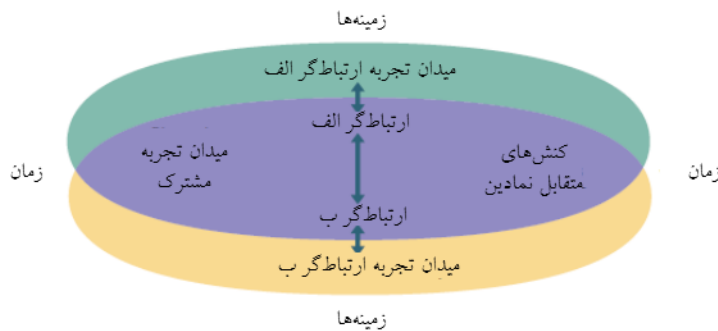 زمینه‌ها
میدان تجربه ارتباط‌گر الف
ارتباط‌گر الف
کنش‌های
متقابل نمادین
میدان تجربه
مشترک
زمان
زمان
ارتباط‌گر ب
میدان تجربه ارتباط‌گر ب
زمینه‌ها